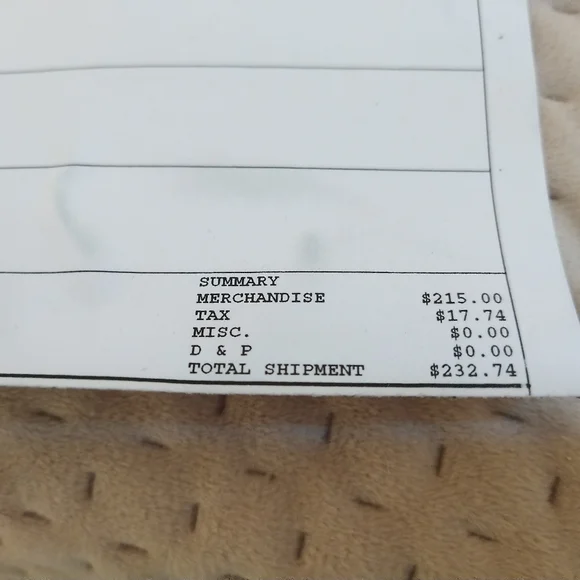 SUMMARY
MERCHANDISE $215.00
TAX $17.74
MISC. $0.00
D & P $0.00
TOTAL SHIPMENT $232.74